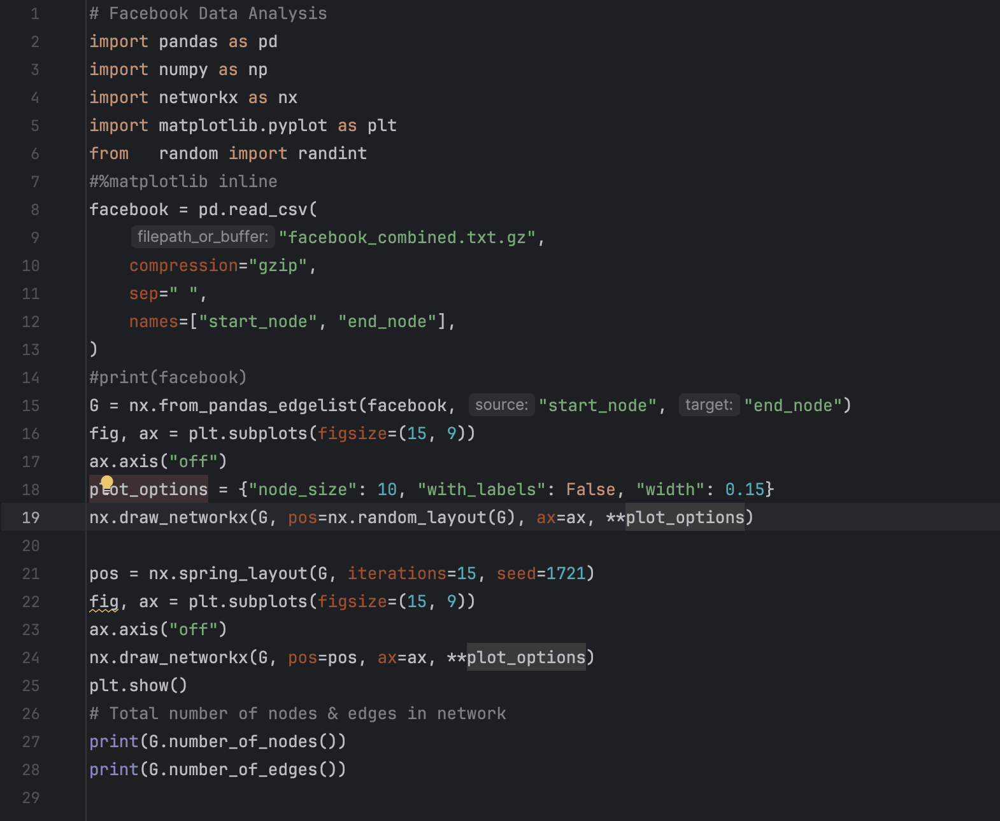 1 # Facebook Data Analysis
2 import pandas as pd
3 import numpy as np
4 import networkx as nx
5 import matplotlib.pyplot as plt
6 from   random import randint
7 #%matplotlib inline
8 facebook = pd.read_csv(
9     filepath_or_buffer: "facebook_combined.txt.gz",
10     compression="gzip",
11     sep=" ",
12     names=["start_node", "end_node"],
13 )
14 #print(facebook)
15 G = nx.from_pandas_edgelist(facebook, source: "start_node", target: "end_node")
16 fig, ax = plt.subplots(figsize=(15, 9))
17 ax.axis("off")
18 plot_options = {"node_size": 10, "with_labels": False, "width": 0.15}
19 nx.draw_networkx(G, pos=nx.random_layout(G), ax=ax, **plot_options)
20
21 pos = nx.spring_layout(G, iterations=15, seed=1721)
22 fig, ax = plt.subplots(figsize=(15, 9))
23 ax.axis("off")
24 nx.draw_networkx(G, pos=pos, ax=ax, **plot_options)
25 plt.show()
26 # Total number of nodes & edges in network
27 print(G.number_of_nodes())
28 print(G.number_of_edges())
29